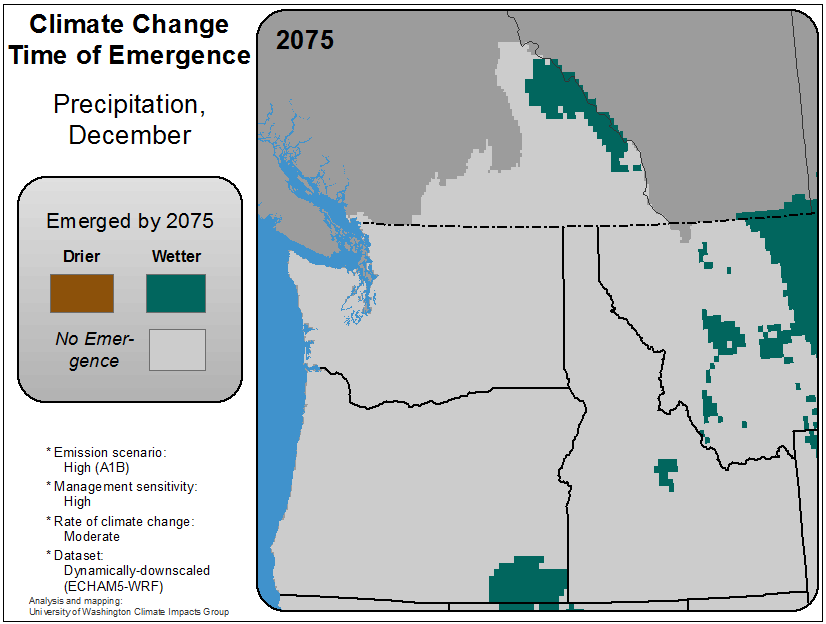 Climate Change
Time of Emergence
Precipitation,
December
2075
Emerged by 2075
Drier
Wetter
No Emer-
gence
* Emission scenario:
High (A1B)
* Management sensitivity:
High
* Rate of climate change:
Moderate
* Dataset:
Dynamically-downscaled
(ECHAM5-WRF)
Analysis and mapping:
University of Washington Climate Impacts Group